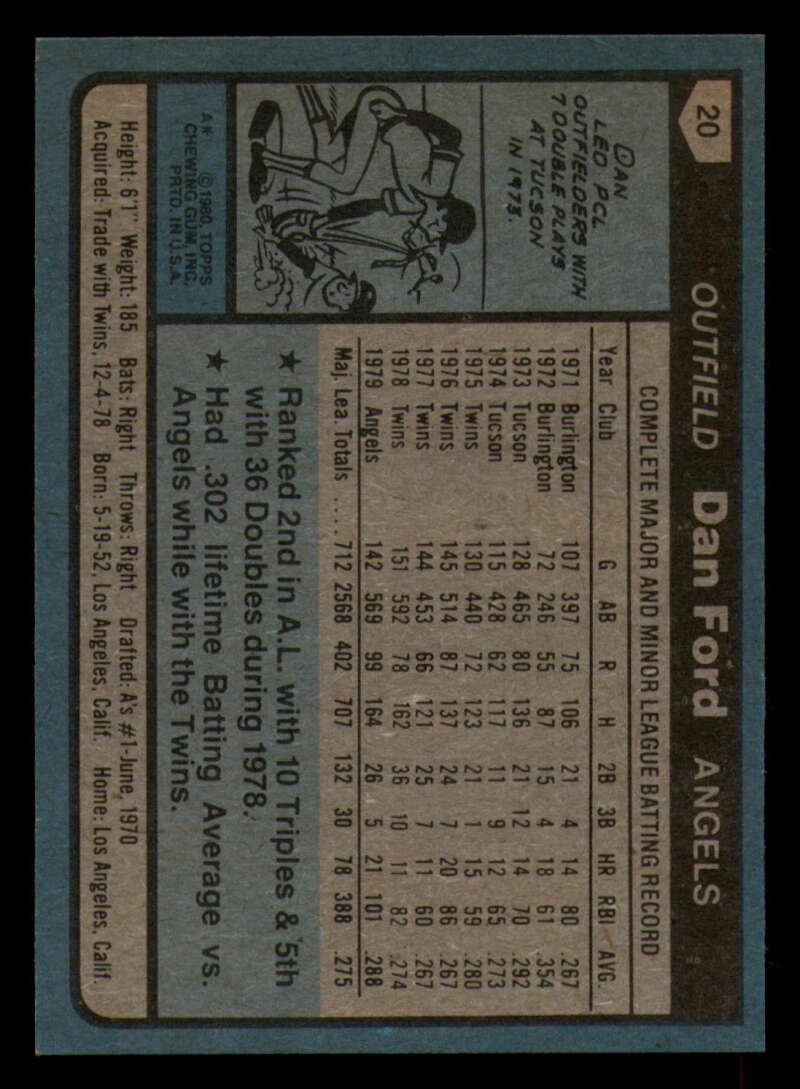 20
OUTFIELD Dan Ford ANGELS
DAN
LED PCL
OUTFIELDERS WITH
7 DOUBLE PLAYS
AT TUCSON
IN 1973.
A* ©1980, TOPPS
CHEWING GUM, INC.
PRTD. IN U.S.A.
COMPLETE MAJOR AND MINOR LEAGUE BATTING RECORD
Year Club G AB R H 2B 3B HR RBI AVG.
1971 Burlington 107 397 75 106 21 4 14 80 .267
1972 Burlington 72 246 55 87 15 4 18 61 .354
1973 Tucson 128 465 80 136 21 12 14 70 .292
1974 Tucson 115 428 62 117 11 9 12 65 .273
1975 Twins 130 440 72 123 21 1 15 59 .280
1976 Twins 145 514 87 137 24 7 20 86 .267
1977 Twins 144 453 66 121 25 7 11 60 .267
1978 Twins 151 592 78 162 36 10 11 82 .274
1979 Angels 142 569 99 164 26 5 21 101 .288
Maj. Lea. Totals .... 712 2568 402 707 132 30 78 388 .275
★ Ranked 2nd in A.L. with 10 Triples & 5th
with 36 Doubles during 1978.
★ Had .302 lifetime Batting Average vs.
Angels while with the Twins.
Height: 6'1" Weight: 185 Bats: Right Throws: Right Drafted: A's #1-June, 1970
Acquired: Trade with Twins, 12-4-78 Born: 5-19-52, Los Angeles, Calif. Home: Los Angeles, Calif.